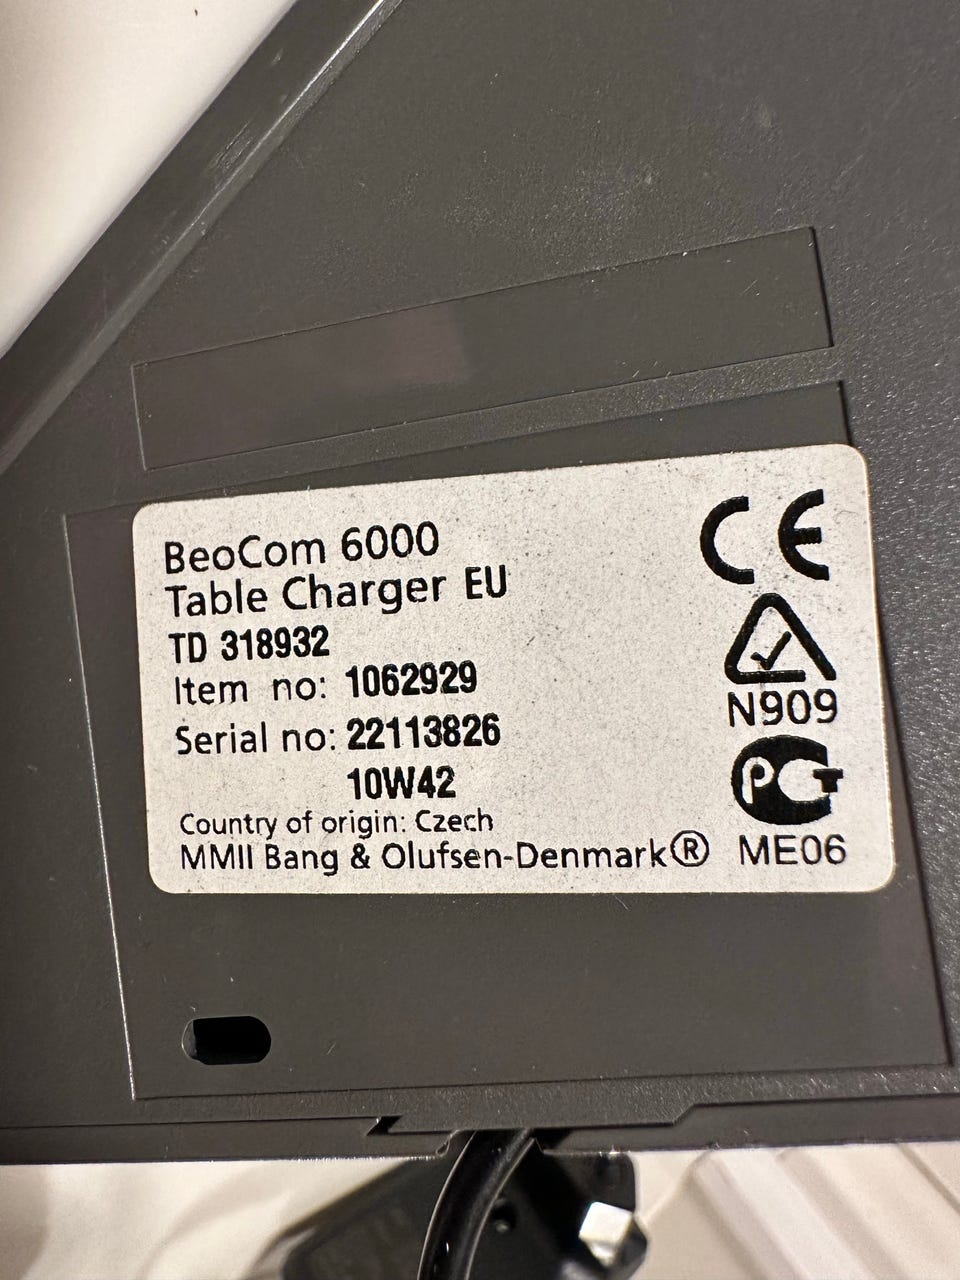 BeoCom 6000
Table Charger EU
TD 318932
Item no: 1062929
Serial no: 22113826
10W42
Country of origin: Czech
MMII Bang & Olufsen-Denmark®
CE
N909
PG
ME06